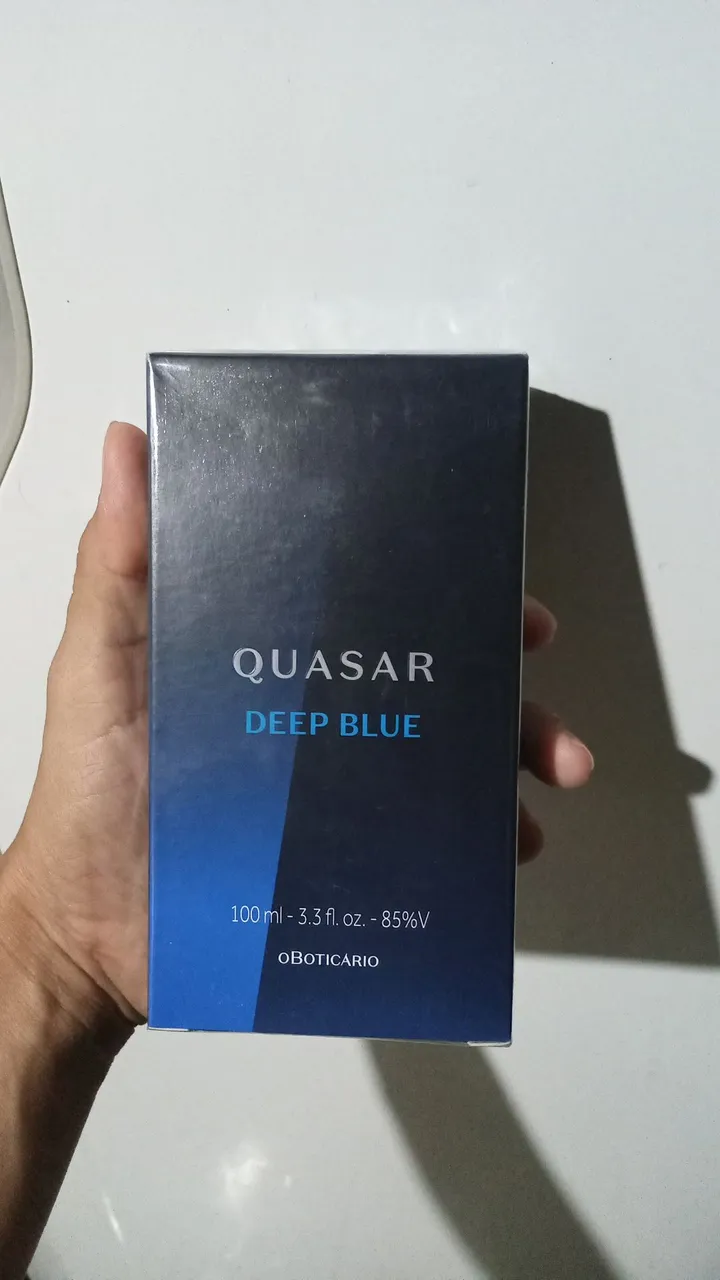 QUASAR
DEEP BLUE
100 ml - 3.3 fl. oz. - 85%V
oBOTICÁRIO